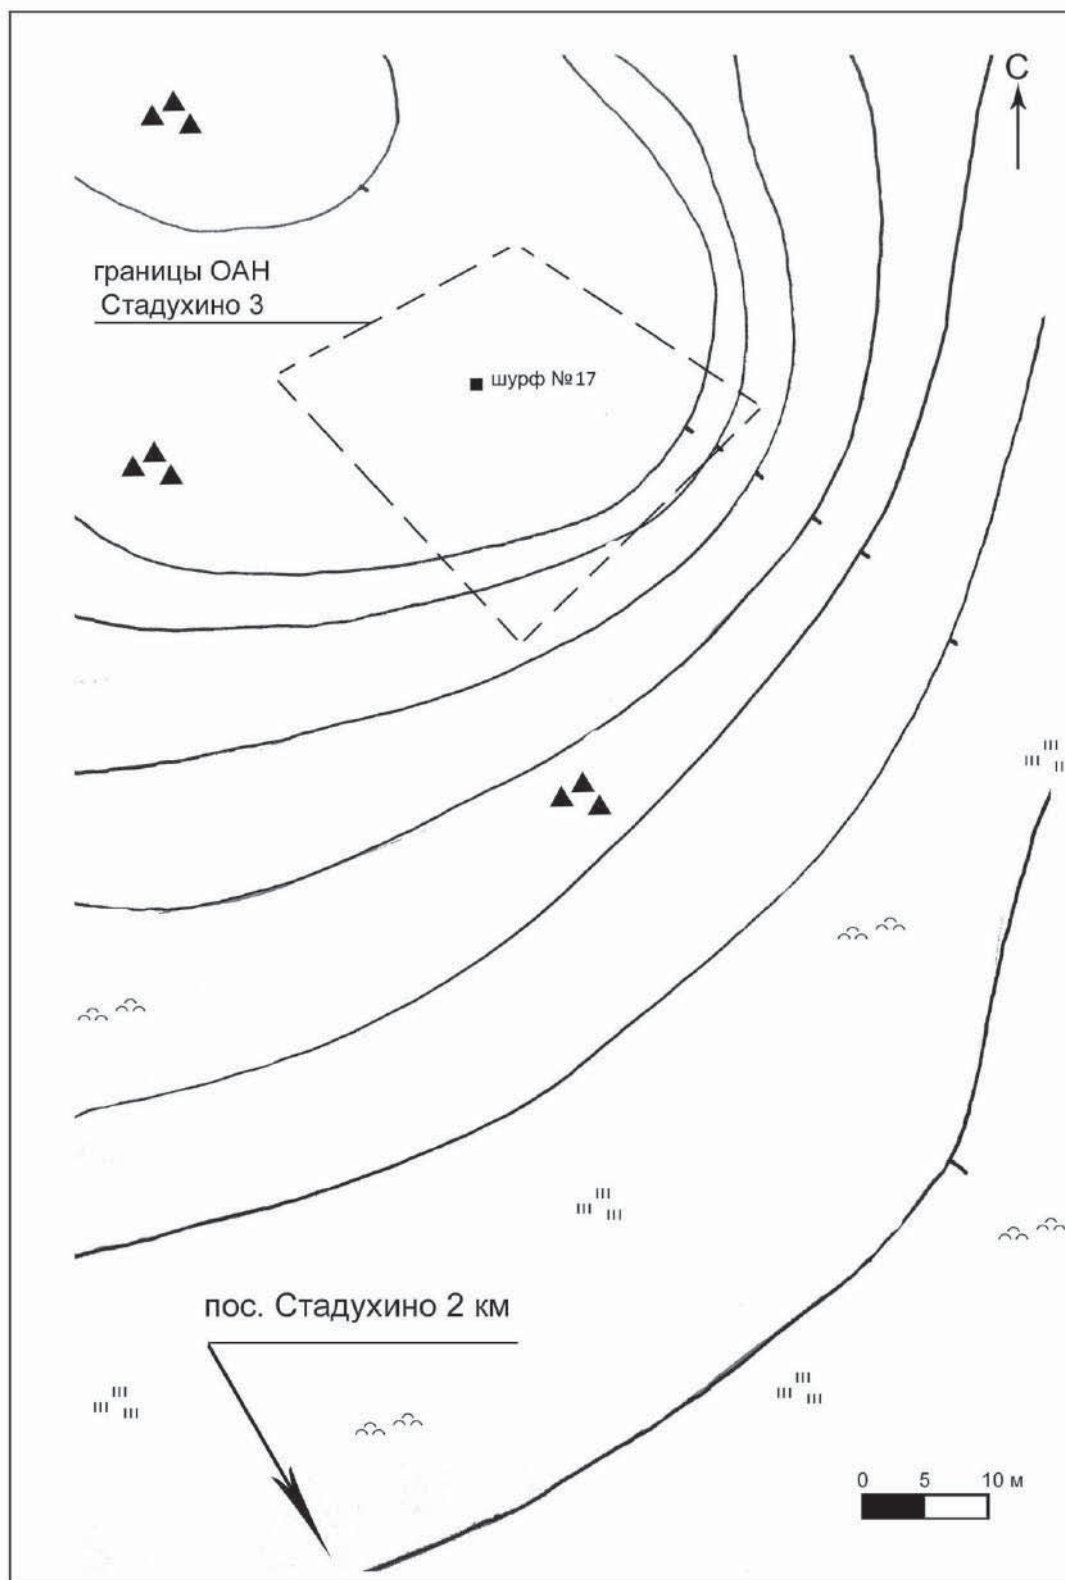 С
границы ОАН
Стадухино 3
шурф №17
пос. Стадухино 2 км
0 5 10 м